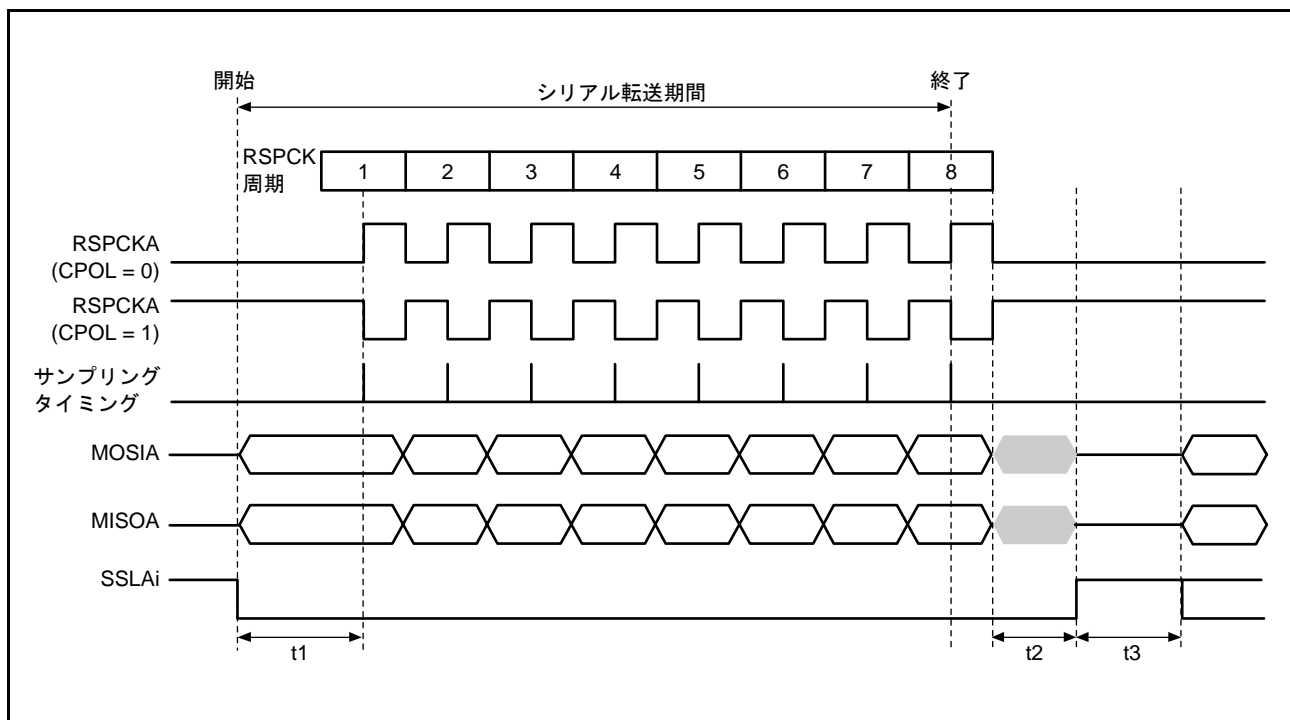 開始
終了
シリアル転送期間
RSPCK
周期
1 2 3 4 5 6 7 8
RSPCKA
(CPOL = 0)
RSPCKA
(CPOL = 1)
サンプリング
タイミング
MOSIA
MISOA
SSLAi
t1
t2
t3